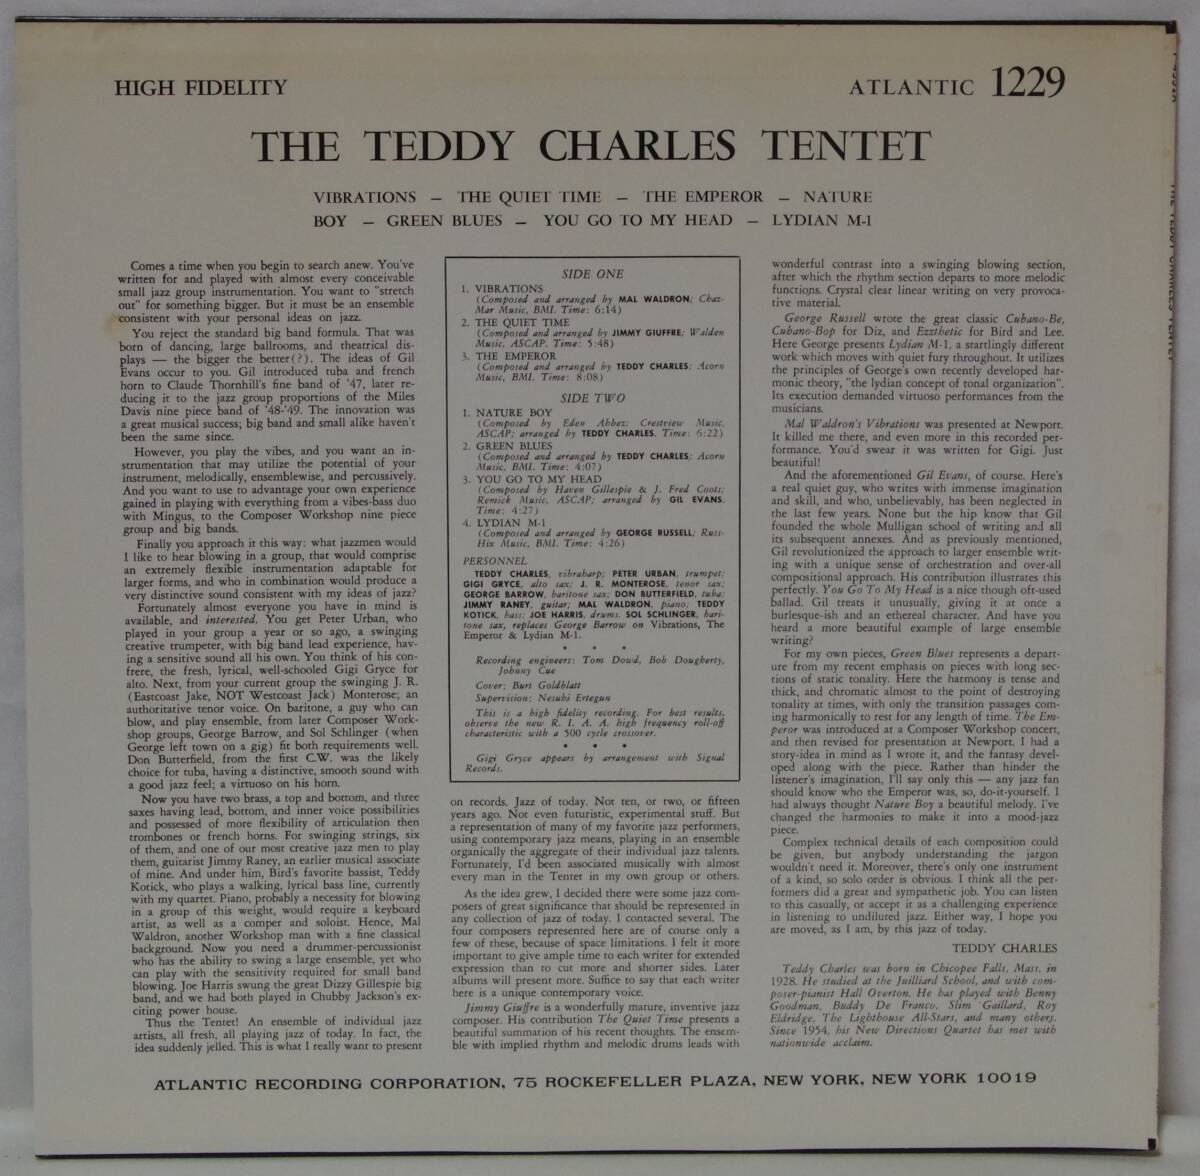 HIGH FIDELITY
ATLANTIC 1229
THE TEDDY CHARLES TENTET
VIBRATIONS — THE QUIET TIME — THE EMPEROR — NATURE
BOY — GREEN BLUES — YOU GO TO MY HEAD — LYDIAN M-1
Comes a time when you begin to search anew. You've
written for and played with almost every conceivable
small jazz group instrumentation. You want to "stretch
out" for something bigger. But it must be an ensemble
consistent with your personal ideas on jazz.
You reject the standard big band formula. That was
born of dancing, large ballrooms, and theatrical dis-
plays — the bigger the better(?). The ideas of Gil
Evans occur to you. Gil introduced tuba and french
horn to Claude Thornhill's fine band of '47, later re-
ducing it to the jazz group proportions of the Miles
Davis nine piece band of '48-'49. The innovation was
a great musical success; big band and small alike haven't
been the same since.
However, you play the vibes, and you want an in-
strumentation that may utilize the potential of your
instrument, melodically, ensemblewise, and percussively.
And you want to use to advantage your own experience
gained in playing with everything from a vibes-bass duo
with Mingus, to the Composer Workshop nine piece
group and big bands.
Finally you approach it this way: what jazzmen would
I like to hear blowing in a group, that would comprise
an extremely flexible instrumentation adaptable for
larger forms, and who in combination would produce a
very distinctive sound consistent with my ideas of jazz?
Fortunately almost everyone you have in mind is
available, and interested. You get Peter Urban, who
played in your group a year or so ago, a swinging
creative trumpeter, with big band lead experience, hav-
ing a sensitive sound all his own. You think of his con-
frere, the fresh, lyrical, well-schooled Gigi Gryce for
alto. Next, from your current group the swinging J. R.
(Eastcoast Jake, NOT Westcoast Jack) Monterose; an
authoritative tenor voice. On baritone, a guy who can
blow, and play ensemble, from later Composer Work-
shop groups, George Barrow, and Sol Schlinger (when
George left town on a gig) fit both requirements well.
Don Butterfield, from the first C.W. was the likely
choice for tuba, having a distinctive, smooth sound with
a good jazz feel; a virtuoso on his horn.
Now you have two brass, a top and bottom, and three
saxes having lead, bottom, and inner voice possibilities
and possessed of more flexibility of articulation then
trombones or french horns. For swinging strings, six
of them, and one of our most creative jazz men to play
them, guitarist Jimmy Raney, an earlier musical associate
of mine. And under him, Bird's favorite bassist, Teddy
Kotick, who plays a walking, lyrical bass line, currently
with my quartet. Piano, probably a necessity for blowing
in a group of this weight, would require a keyboard
artist, as well as a comper and soloist. Hence, Mal
Waldron, another Workshop man with a fine classical
background. Now you need a drummer-percussionist
who has the ability to swing a large ensemble, yet who
can play with the sensitivity required for small band
blowing. Joe Harris swung the great Dizzy Gillespie big
band, and we had both played in Chubby Jackson's ex-
citing power house.
Thus the Tentet! An ensemble of individual jazz
artists, all fresh, all playing jazz of today. In fact, the
idea suddenly jelled. This is what I really want to present
SIDE ONE
1. VIBRATIONS
(Composed and arranged by MAL WALDRON; Chaz-
Mar Music, BMI. Time: 6:14)
2. THE QUIET TIME
(Composed and arranged by JIMMY GIUFFRE; Walden
Music, ASCAP. Time: 5:48)
3. THE EMPEROR
(Composed and arranged by TEDDY CHARLES; Acorn
Music, BMI. Time: 8:08)
SIDE TWO
1. NATURE BOY
(Composed by Eden Ahbez; Crestview Music,
ASCAP; arranged by TEDDY CHARLES. Time: 6:22)
2. GREEN BLUES
(Composed and arranged by TEDDY CHARLES; Acorn
Music, BMI. Time: 4:07)
3. YOU GO TO MY HEAD
(Composed by Haven Gillespie & J. Fred Coots;
Remick Music, ASCAP; arranged by GIL EVANS.
Time: 4:27)
4. LYDIAN M-1
(Composed and arranged by GEORGE RUSSELL; Russ-
Hix Music, BMI. Time: 4:26)
PERSONNEL
TEDDY CHARLES, vibraharp; PETER URBAN, trumpet;
GIGI GRYCE, alto sax; J. R. MONTEROSE, tenor sax;
GEORGE BARROW, baritone sax; DON BUTTERFIELD, tuba;
JIMMY RANEY, guitar; MAL WALDRON, piano; TEDDY
KOTICK, bass; JOE HARRIS, drums. SOL SCHLINGER, bari-
tone sax, replaces George Barrow on Vibrations, The
Emperor & Lydian M-1.
* * *
Recording engineers: Tom Dowd, Bob Dougherty,
Johnny Cue
Cover: Burt Goldblatt
Supervision: Nesuhi Ertegun
This is a high fidelity recording. For best results,
observe the new R. I. A. A. high frequency roll-off
characteristic with a 500 cycle crossover.
* * *
Gigi Gryce appears by arrangement with Signal
Records.
on records. Jazz of today. Not ten, or two, or fifteen
years ago. Not even futuristic, experimental stuff. But
a representation of many of my favorite jazz performers,
using contemporary jazz means, playing in an ensemble
organically the aggregate of their individual jazz talents.
Fortunately, I'd been associated musically with almost
every man in the Tentet in my own group or others.
As the idea grew, I decided there were some jazz com-
posers of great significance that should be represented in
any collection of jazz of today. I contacted several. The
four composers represented here are of course only a
few of these, because of space limitations. I felt it more
important to give ample time to each writer for extended
expression than to cut more and shorter sides. Later
albums will present more. Suffice to say that each writer
here is a unique contemporary voice.
Jimmy Giuffre is a wonderfully mature, inventive jazz
composer. His contribution The Quiet Time presents a
beautiful summation of his recent thoughts. The ensem-
ble with implied rhythm and melodic drums leads with
wonderful contrast into a swinging blowing section,
after which the rhythm section departs to more melodic
functions. Crystal clear linear writing on very provoca-
tive material.
George Russell wrote the great classic Cubano-Be,
Cubano-Bop for Diz, and Ezzthetic for Bird and Lee.
Here George presents Lydian M-1, a startlingly different
work which moves with quiet fury throughout. It utilizes
the principles of George's own recently developed har-
monic theory, "the lydian concept of tonal organization".
Its execution demanded virtuoso performances from the
musicians.
Mal Waldron's Vibrations was presented at Newport.
It killed me there, and even more in this recorded per-
formance. You'd swear it was written for Gigi. Just
beautiful!
And the aforementioned Gil Evans, of course. Here's
a real quiet guy, who writes with immense imagination
and skill, and who, unbelievably, has been neglected in
the last few years. None but the hip know that Gil
founded the whole Mulligan school of writing and all
its subsequent annexes. And as previously mentioned,
Gil revolutionized the approach to larger ensemble writ-
ing with a unique sense of orchestration and over-all
compositional approach. His contribution illustrates this
perfectly. You Go To My Head is a nice though oft-used
ballad. Gil treats it unusually, giving it at once a
burlesque-ish and an ethereal character. And have you
heard a more beautiful example of large ensemble
writing?
For my own pieces, Green Blues represents a depart-
ure from my recent emphasis on pieces with long sec-
tions of static tonality. Here the harmony is tense and
thick, and chromatic almost to the point of destroying
tonality at times, with only the transition passages com-
ing harmonically to rest for any length of time. The Em-
peror was introduced at a Composer Workshop concert,
and then revised for presentation at Newport. I had a
story-idea in mind as I wrote it, and the fantasy devel-
oped along with the piece. Rather than hinder the
listener's imagination, I'll say only this — any jazz fan
should know who the Emperor was, so, do-it-yourself. I
had always thought Nature Boy a beautiful melody. I've
changed the harmonies to make it into a mood-jazz
piece.
Complex technical details of each composition could
be given, but anybody understanding the jargon
wouldn't need it. Moreover, there's only one instrument
of a kind, so solo order is obvious. I think all the per-
formers did a great and sympathetic job. You can listen
to this casually, or accept it as a challenging experience
in listening to undiluted jazz. Either way, I hope you
are moved, as I am, by this jazz of today.
TEDDY CHARLES
Teddy Charles was born in Chicopee Falls, Mass. in
1928. He studied at the Juilliard School, and with com-
poser-pianist Hall Overton. He has played with Benny
Goodman, Buddy De Franco, Slim Gaillard, Roy
Eldridge, The Lighthouse All-Stars, and many others.
Since 1954, his New Directions Quartet has met with
nationwide acclaim.
ATLANTIC RECORDING CORPORATION, 75 ROCKEFELLER PLAZA, NEW YORK, NEW YORK 10019